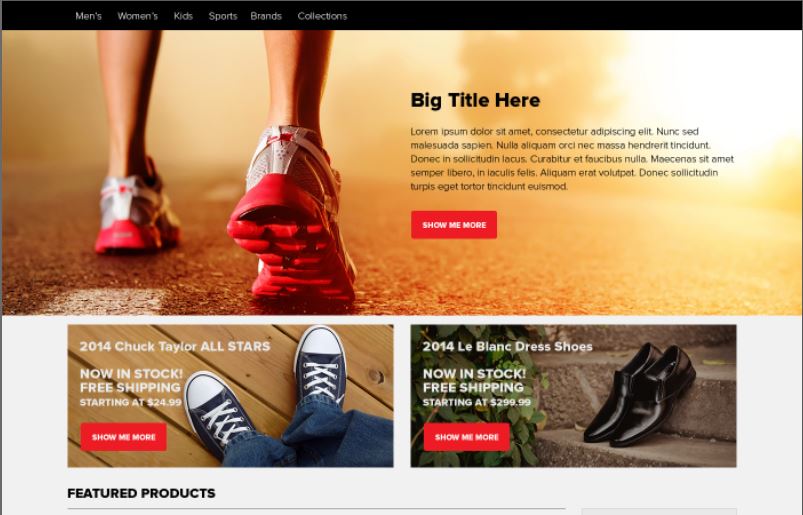 Men's Women's Kids Sports Brands Collections
Big Title Here
Lorem ipsum dolor sit amet, consectetur adipiscing elit. Nunc sed
malesuada sapien. Nulla aliquam orci nec massa hendrerit tincidunt.
Donec in sollicitudin lacus. Curabitur et faucibus nulla. Maecenas sit amet
semper libero, in iaculis felis. Aliquam erat volutpat. Donec sollicitudin
turpis eget tortor tincidunt euismod.
SHOW ME MORE
2014 Chuck Taylor ALL STARS
NOW IN STOCK!
FREE SHIPPING
STARTING AT $24.99
SHOW ME MORE
2014 Le Blanc Dress Shoes
NOW IN STOCK!
FREE SHIPPING
STARTING AT $299.99
SHOW ME MORE
FEATURED PRODUCTS